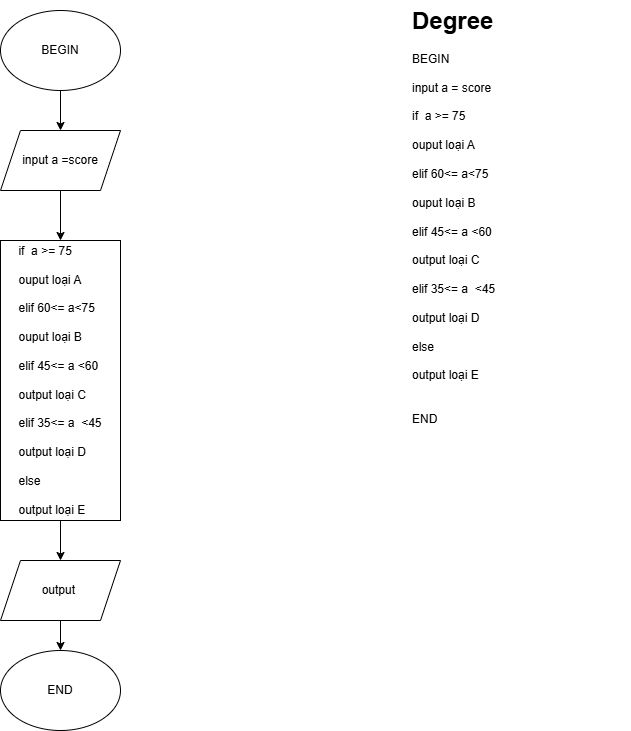 BEGIN
input a =score
if  a >= 75
ouput loại A
elif 60<= a<75
ouput loại B
elif 45<= a <60
output loại C
elif 35<= a  <45
output loại D
else
output loại E
output
END
Degree
BEGIN
input a = score
if  a >= 75
ouput loại A
elif 60<= a<75
ouput loại B
elif 45<= a <60
output loại C
elif 35<= a  <45
output loại D
else
output loại E
END